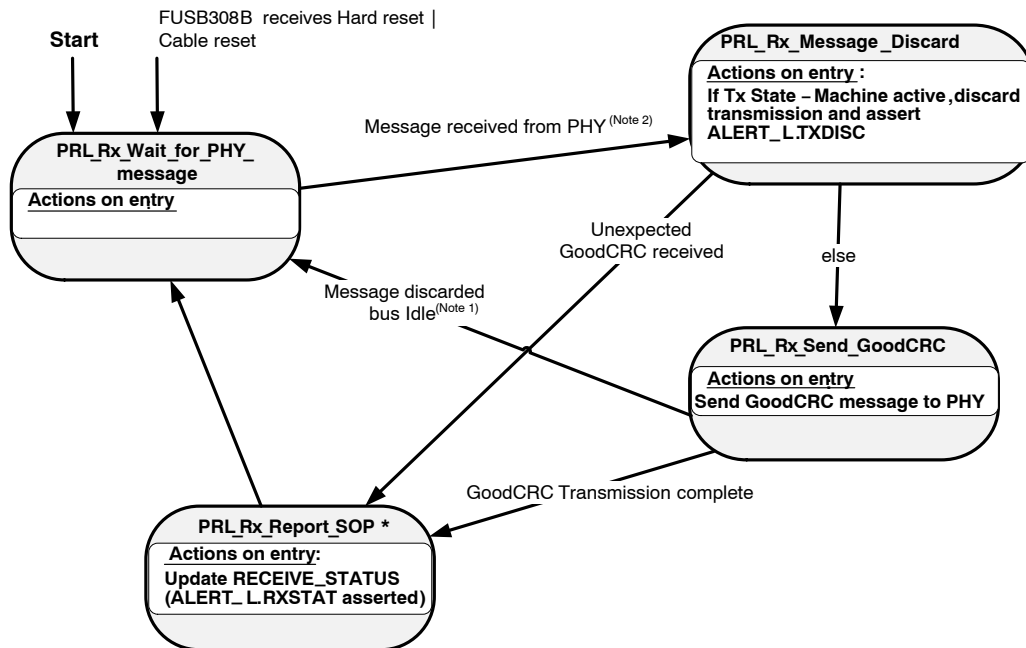 FUSB308B receives Hard reset |
Cable reset
Start
PRL_Rx_Wait_for_PHY_
message
Actions on entry
Message received from PHY(Note 2)
PRL_Rx_Message_Discard
Actions on entry :
If Tx State – Machine active ,discard
transmission and assert
ALERT_L.TXDISC
Unexpected
GoodCRC received
else
Message discarded
bus Idle(Note 1)
PRL_Rx_Send_GoodCRC
Actions on entry
Send GoodCRC message to PHY
GoodCRC Transmission complete
PRL_Rx_Report_SOP *
Actions on entry:
Update RECEIVE_STATUS
(ALERT_ L.RXSTAT asserted)